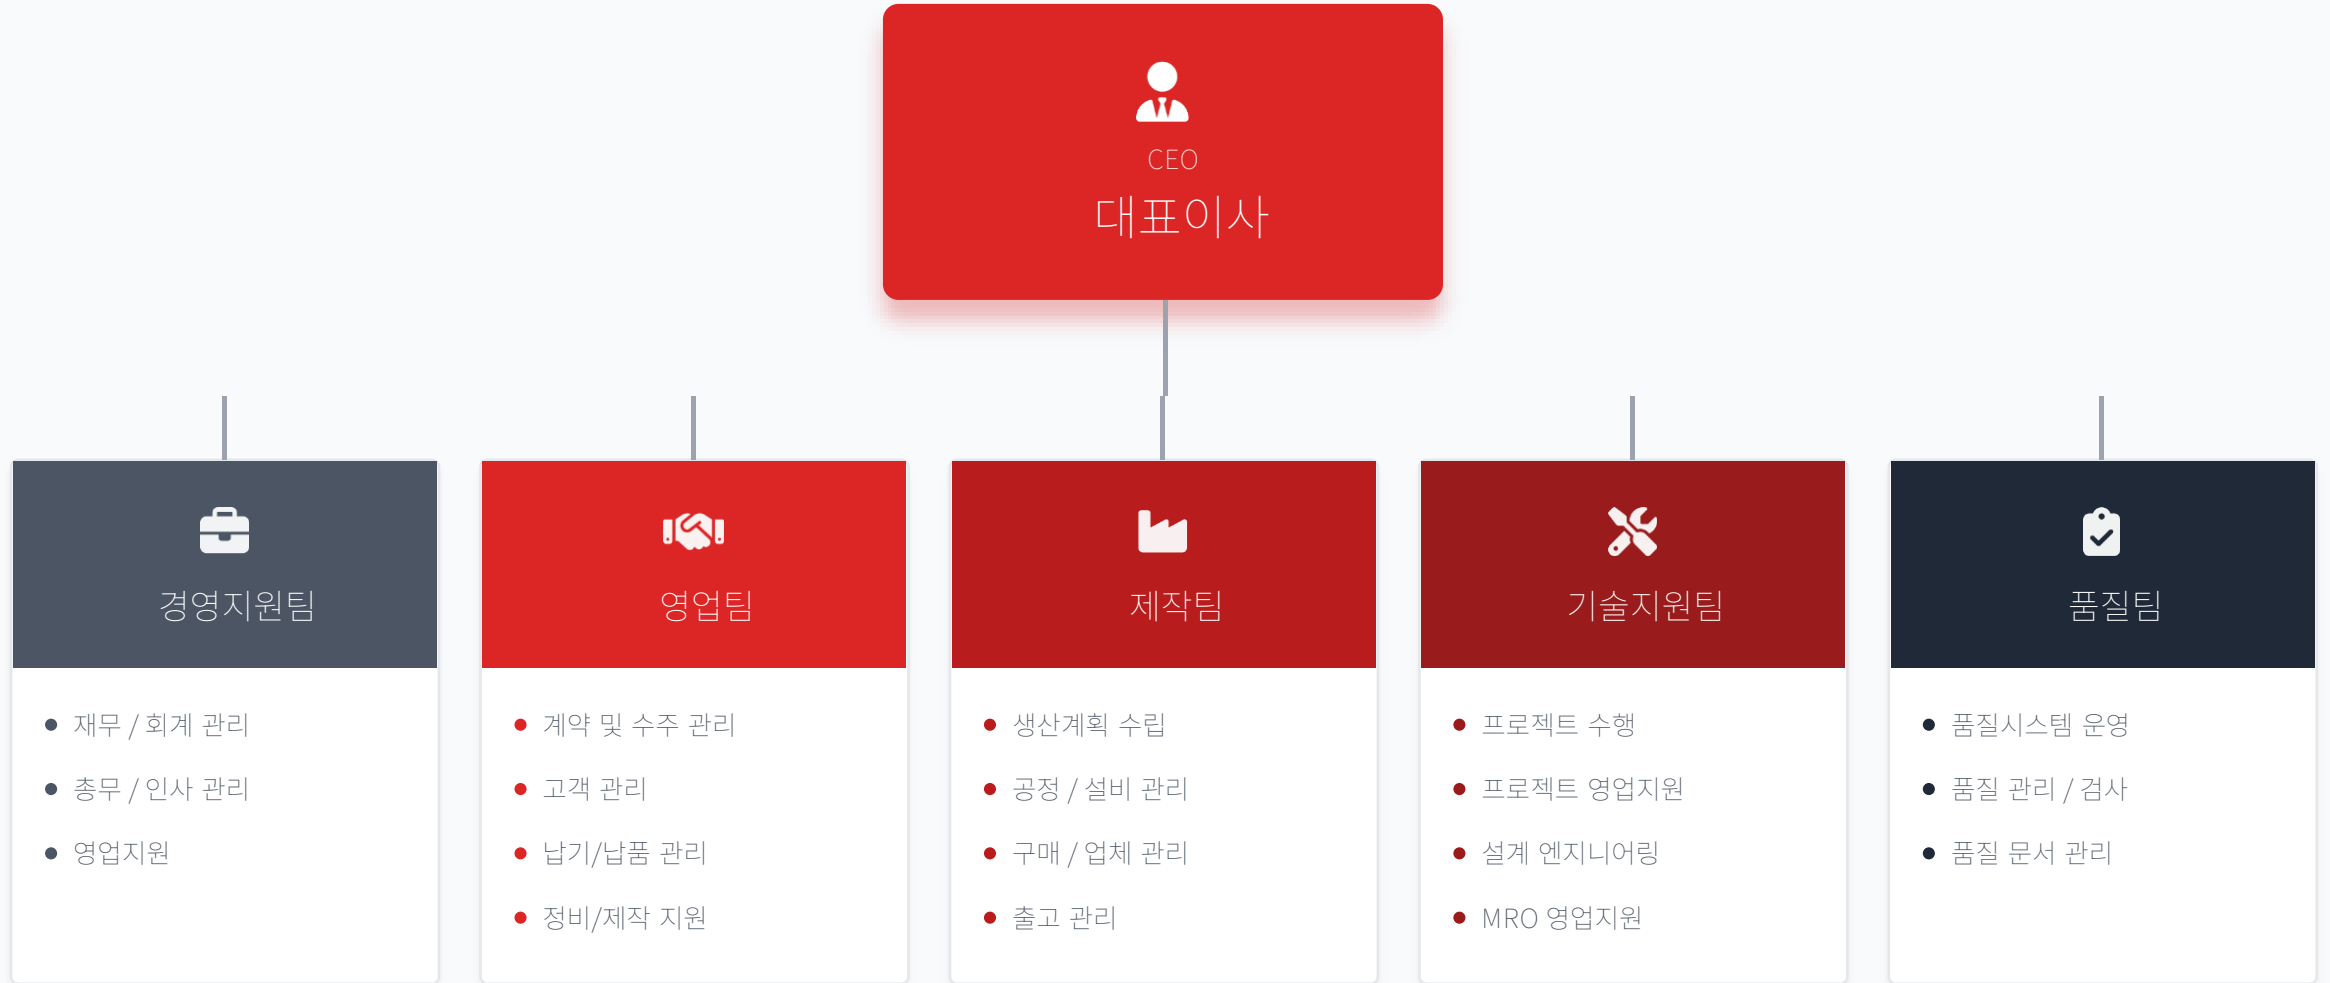 CEO
대표이사
경영지원팀
재무 / 회계 관리
총무 / 인사 관리
영업지원
영업팀
계약 및 수주 관리
고객 관리
납기/납품 관리
정비/제작 지원
제작팀
생산계획 수립
공정 / 설비 관리
구매 / 업체 관리
출고 관리
기술지원팀
프로젝트 수행
프로젝트 영업지원
설계 엔지니어링
MRO 영업지원
품질팀
품질시스템 운영
품질 관리 / 검사
품질 문서 관리